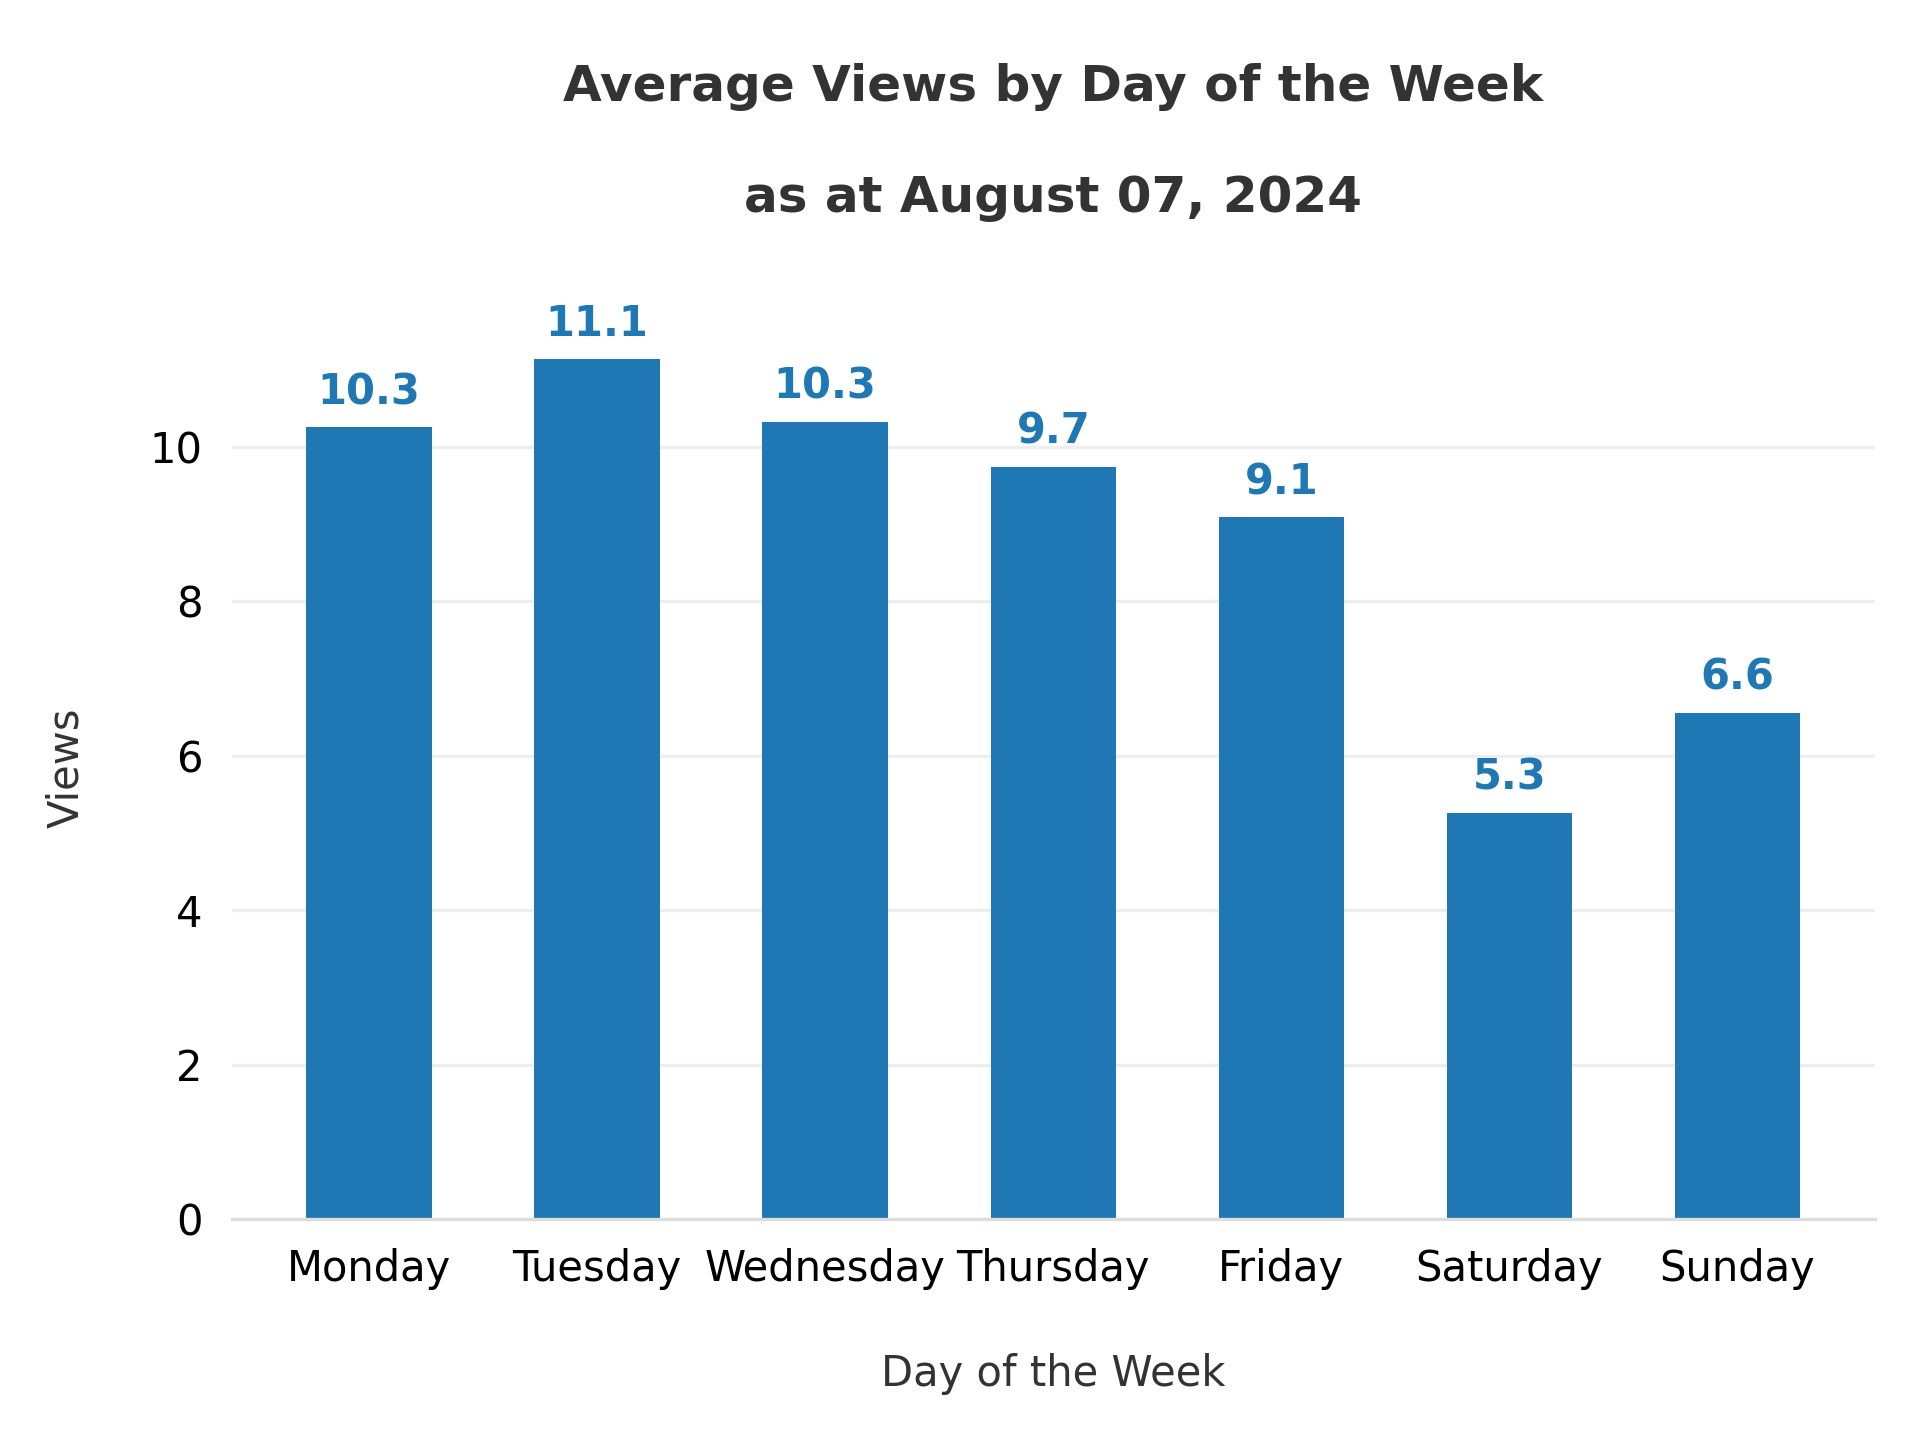 Average Views by Day of the Week
as at August 07, 2024
11.1
10.3
10.3
9.7
9.1
6.6
5.3
10
8
6
4
2
0
Views
Monday Tuesday Wednesday Thursday Friday Saturday Sunday
Day of the Week